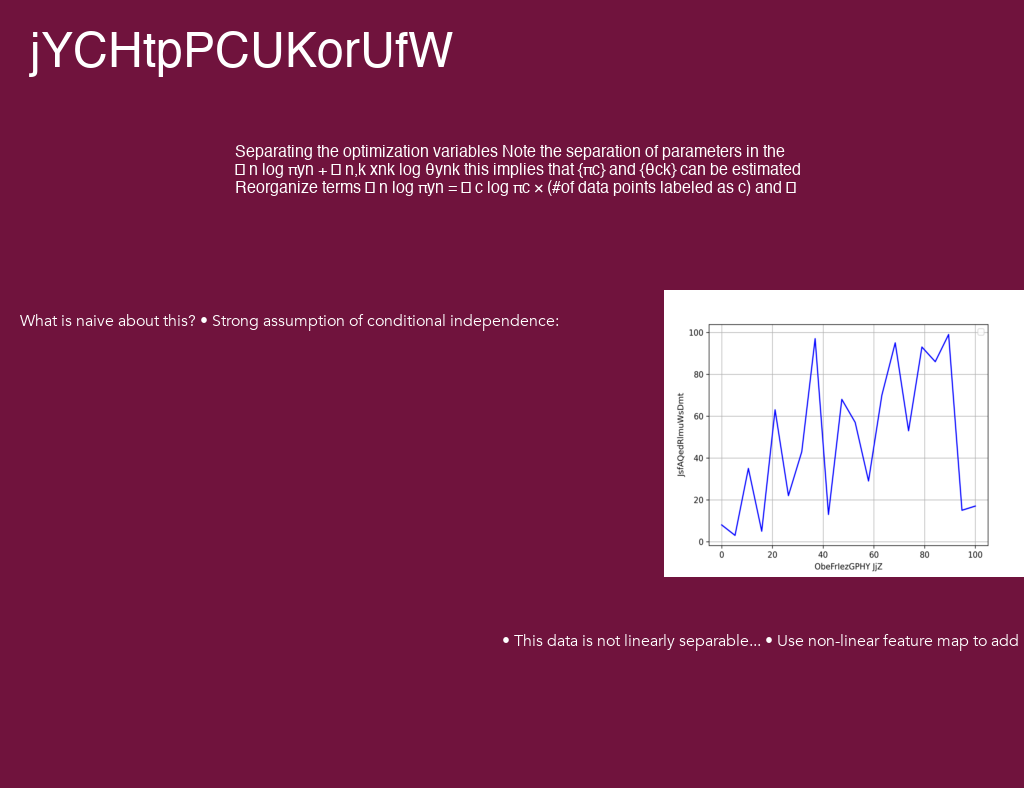 jYCHtpPCUKorUfW
Separating the optimization variables Note the separation of parameters in the
n log πyn + n,k xnk log θynk this implies that {πc} and {θck} can be estimated
Reorganize terms n log πyn = c log πc × (#of data points labeled as c) and
What is naive about this? • Strong assumption of conditional independence:
100
80
60
40
20
0
0 20 40 60 80 100
JsfAQedRlmuWsDmt
ObeFrlezGPHY JjZ
• This data is not linearly separable... • Use non-linear feature map to add